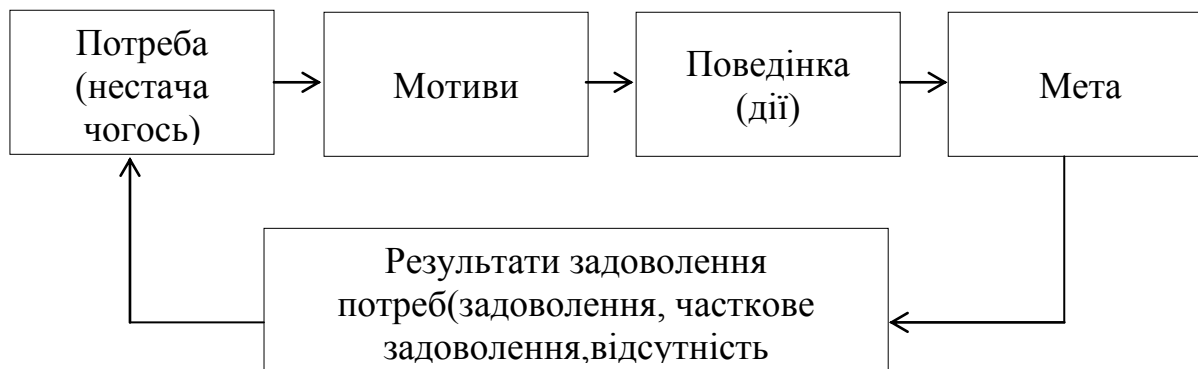 Потреба
(нестача
чогось)
Мотиви
Поведінка
(дії)
Мета
Результати задоволення
потреб(задоволення, часткове
задоволення,відсутність